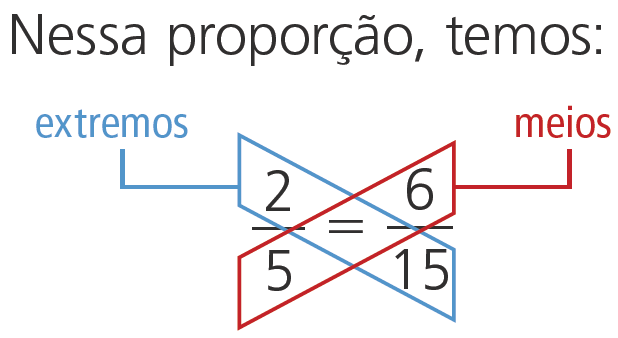 Nessa proporção, temos:
extremos meios
2/5 = 6/15